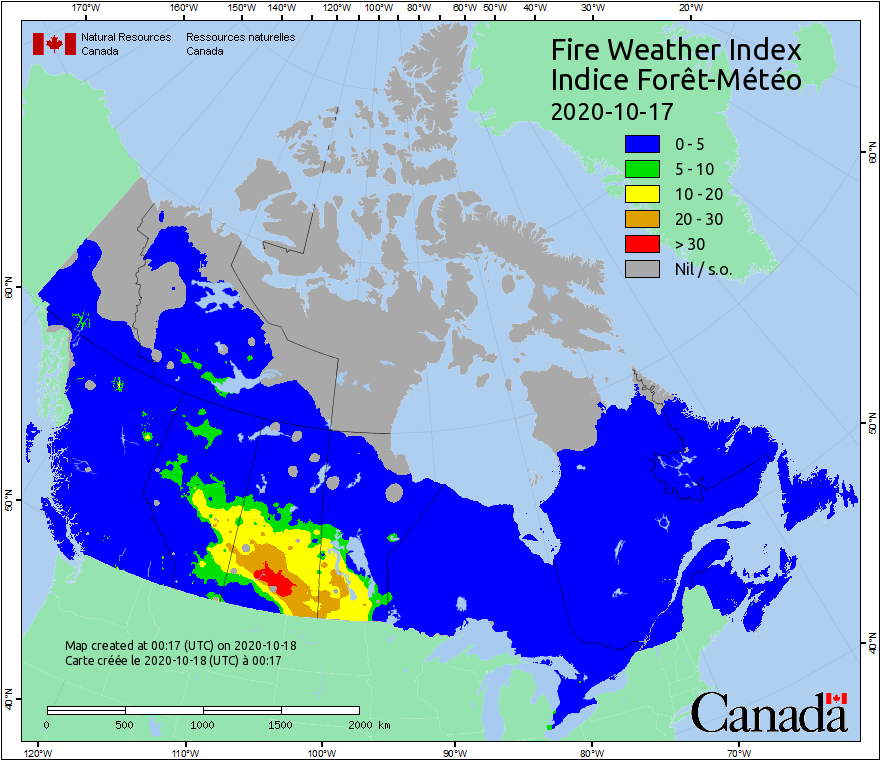 170°W 160°W 150°W 140°W 130°W 120°W 110°W 100°W 90°W 80°W 60°W 50°W 40°W 30°W 20°W
Natural Resources Canada
Ressources naturelles Canada
Fire Weather Index
Indice Forêt-Météo
2020-10-17
0 - 5
5 - 10
10 - 20
20 - 30
> 30
Nil / s.o.
60°N
50°N
40°N
60°N
50°N
40°N
Map created at 00:17 (UTC) on 2020-10-18
Carte créée le 2020-10-18 (UTC) à 00:17
0 500 1000 1500 2000 km
Canada
120°W 110°W 100°W 90°W 80°W 70°W